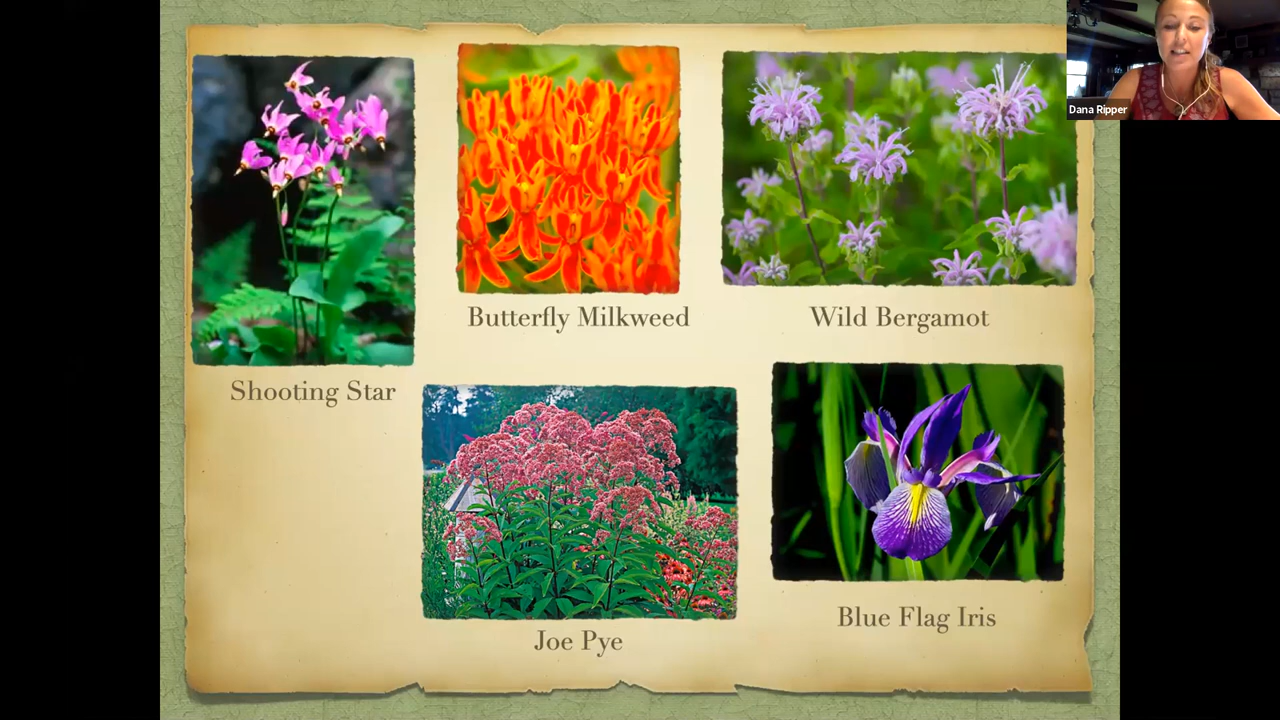 Dana Ripper
Butterfly Milkweed
Wild Bergamot
Shooting Star
Joe Pye
Blue Flag Iris